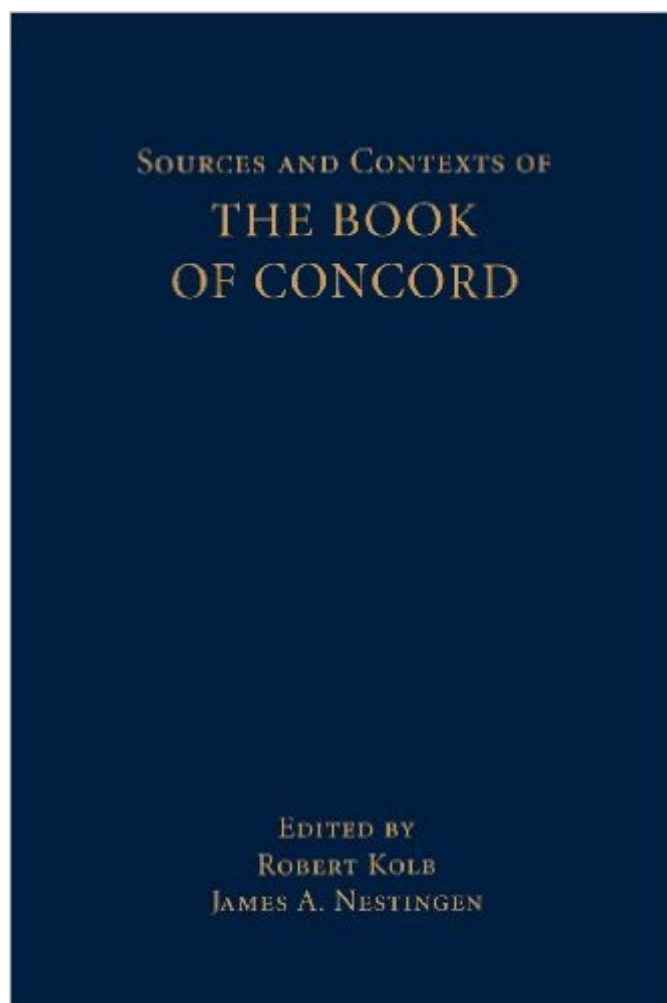 SOURCES AND CONTEXTS OF
THE BOOK
OF CONCORD
EDITED BY
ROBERT KOLB
JAMES A. NESTINGEN